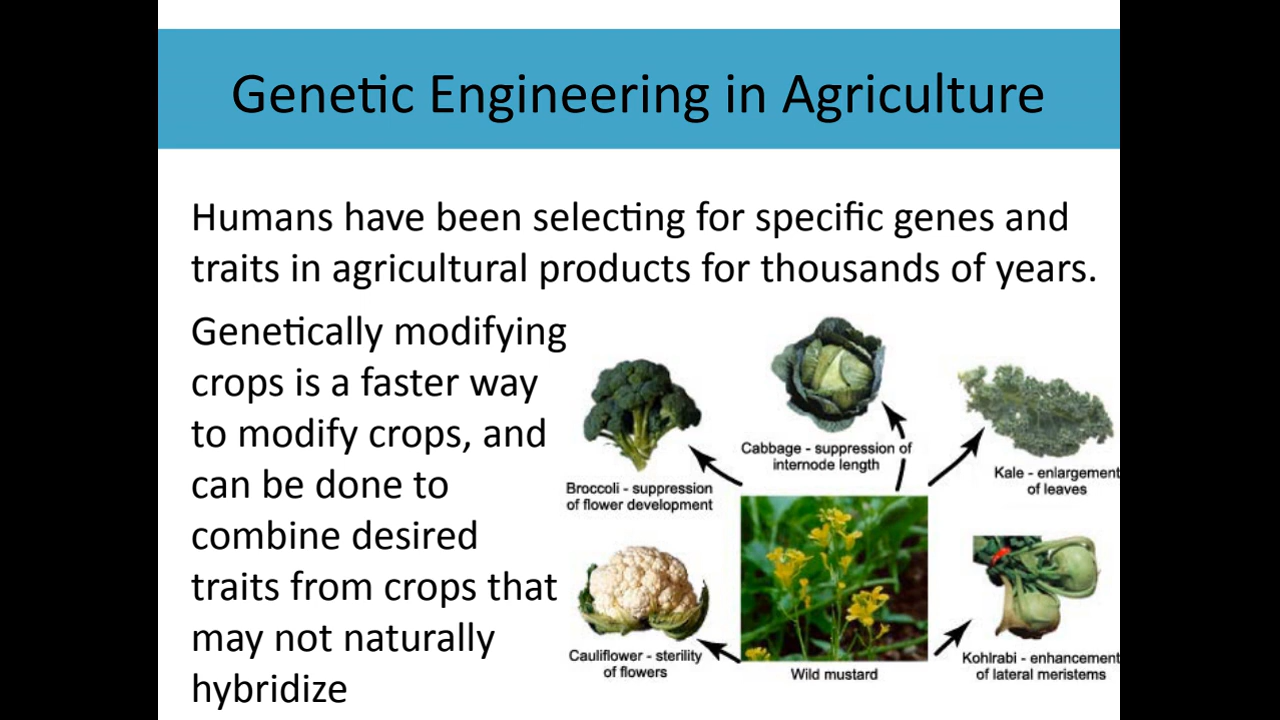 Genetic Engineering in Agriculture
Humans have been selecting for specific genes and
traits in agricultural products for thousands of years.
Genetically modifying
crops is a faster way
to modify crops, and
can be done to
combine desired
traits from crops that
may not naturally
hybridize
Cabbage - suppression of
internode length
Kale - enlargement
of leaves
Broccoli - suppression
of flower development
Cauliflower - sterility
of flowers
Wild mustard
Kohlrabi - enhancement
of lateral meristems